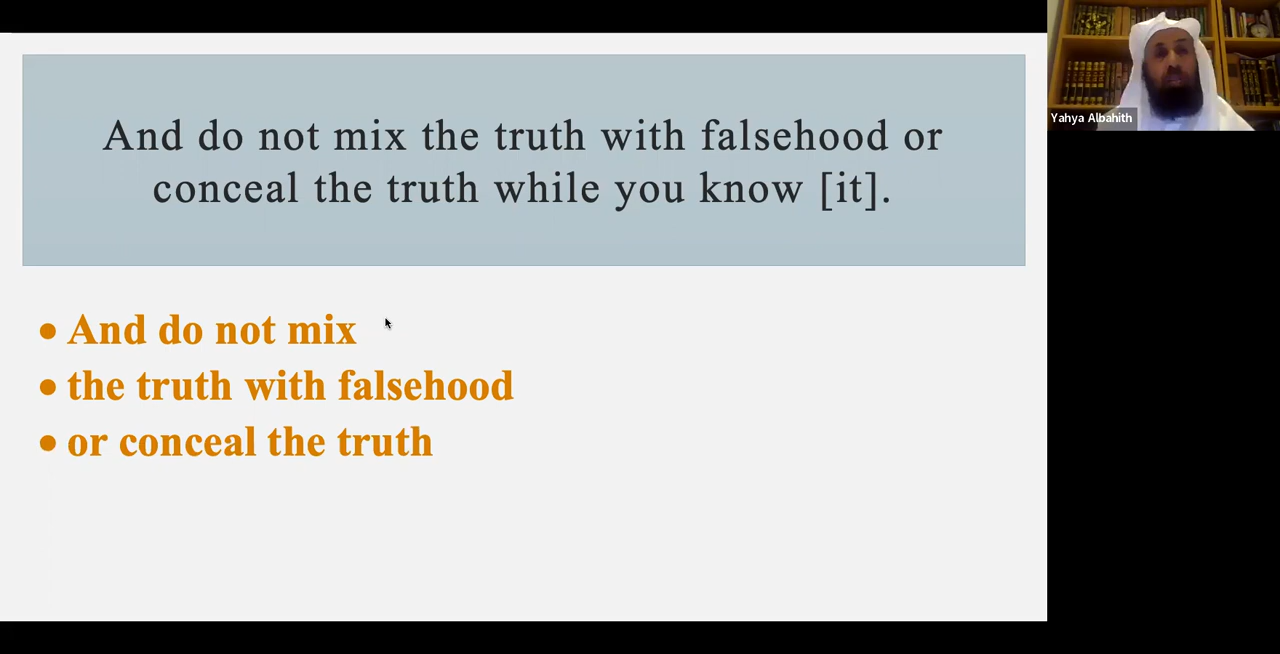 And do not mix the truth with falsehood or
conceal the truth while you know [it].
• And do not mix
• the truth with falsehood
• or conceal the truth
Yahya Albahith